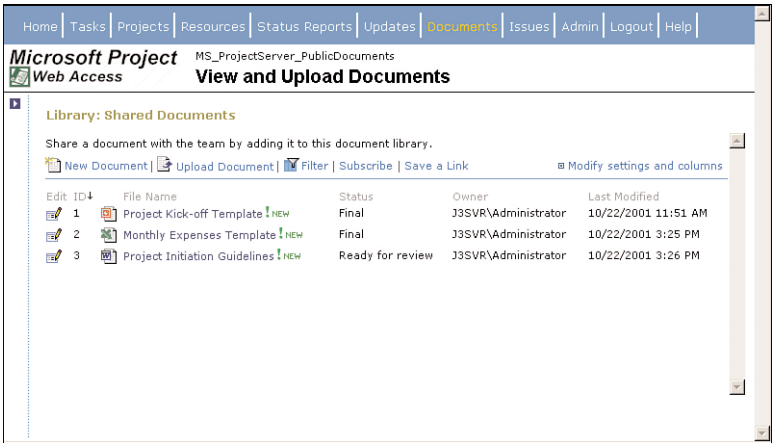 Home | Tasks | Projects | Resources | Status Reports | Updates | Documents | Issues | Admin | Logout | Help |
Microsoft Project
Web Access
MS_ProjectServer_PublicDocuments
View and Upload Documents
Library: Shared Documents
Share a document with the team by adding it to this document library.
New Document | Upload Document | Filter | Subscribe | Save a Link Modify settings and columns
Edit ID File Name Status Owner Last Modified
1 Project Kick-off Template ! NEW Final J3SVR\Administrator 10/22/2001 11:51 AM
2 Monthly Expenses Template ! NEW Final J3SVR\Administrator 10/22/2001 3:25 PM
3 Project Initiation Guidelines ! NEW Ready for review J3SVR\Administrator 10/22/2001 3:26 PM